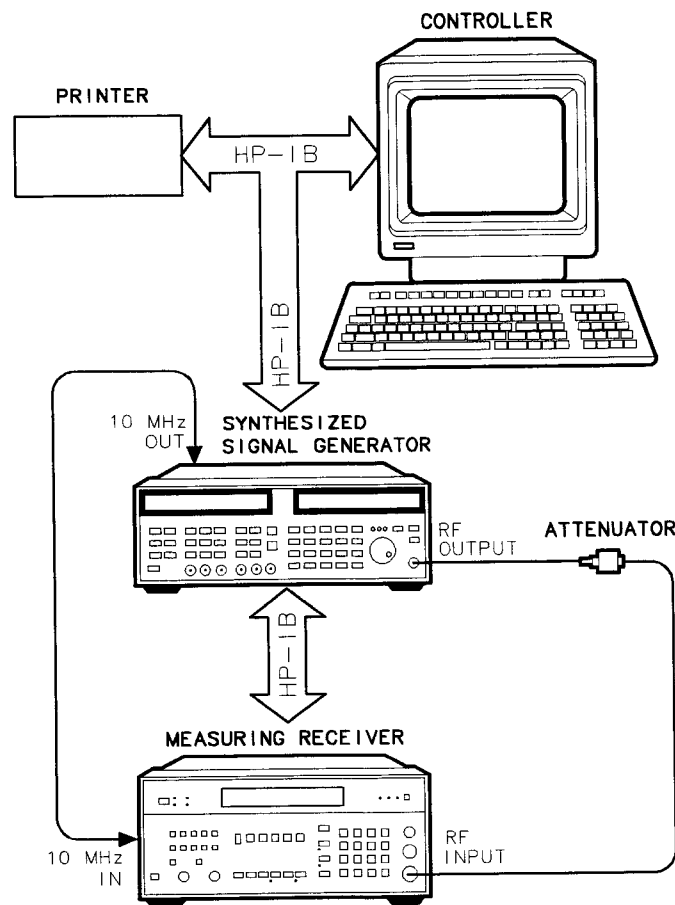 CONTROLLER
PRINTER
HP-IB
HP-IB
10 MHz
OUT
SYNTHESIZED
SIGNAL GENERATOR
RF
OUTPUT
ATTENUATOR
HP-IB
MEASURING RECEIVER
10 MHz
IN
RF
INPUT